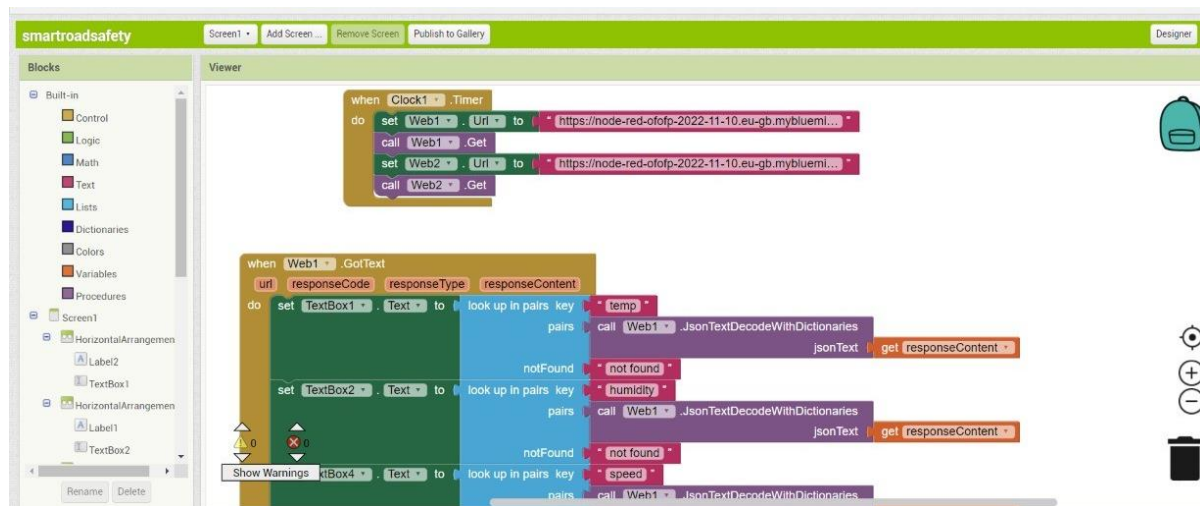 smartroadsafety Screen1 Add Screen ... Remove Screen Publish to Gallery Designer
Blocks
Viewer
Built-in
Control
Logic
Math
Text
Lists
Dictionaries
Colors
Variables
Procedures
Screen1
HorizontalArrangemen
Label2
TextBox1
HorizontalArrangemen
Label1
TextBox2
Rename Delete
when Clock1 .Timer
do set Web1 . Url to " https://node-red-ofofp-2022-11-10.eu-gb.mybluemi... "
call Web1 .Get
set Web2 . Url to " https://node-red-ofofp-2022-11-10.eu-gb.mybluemi... "
call Web2 .Get
when Web1 .GotText
url responseCode responseType responseContent
do set TextBox1 . Text to look up in pairs key " temp "
pairs call Web1 .JsonTextDecodeWithDictionaries
jsonText get responseContent
notFound " not found "
set TextBox2 . Text to look up in pairs key " humidity "
pairs call Web1 .JsonTextDecodeWithDictionaries
jsonText get responseContent
notFound " not found "
xtBox4 . Text to look up in pairs key " speed "
pairs call Web1 .JsonTextDecodeWithDictionaries
0 0
Show Warnings